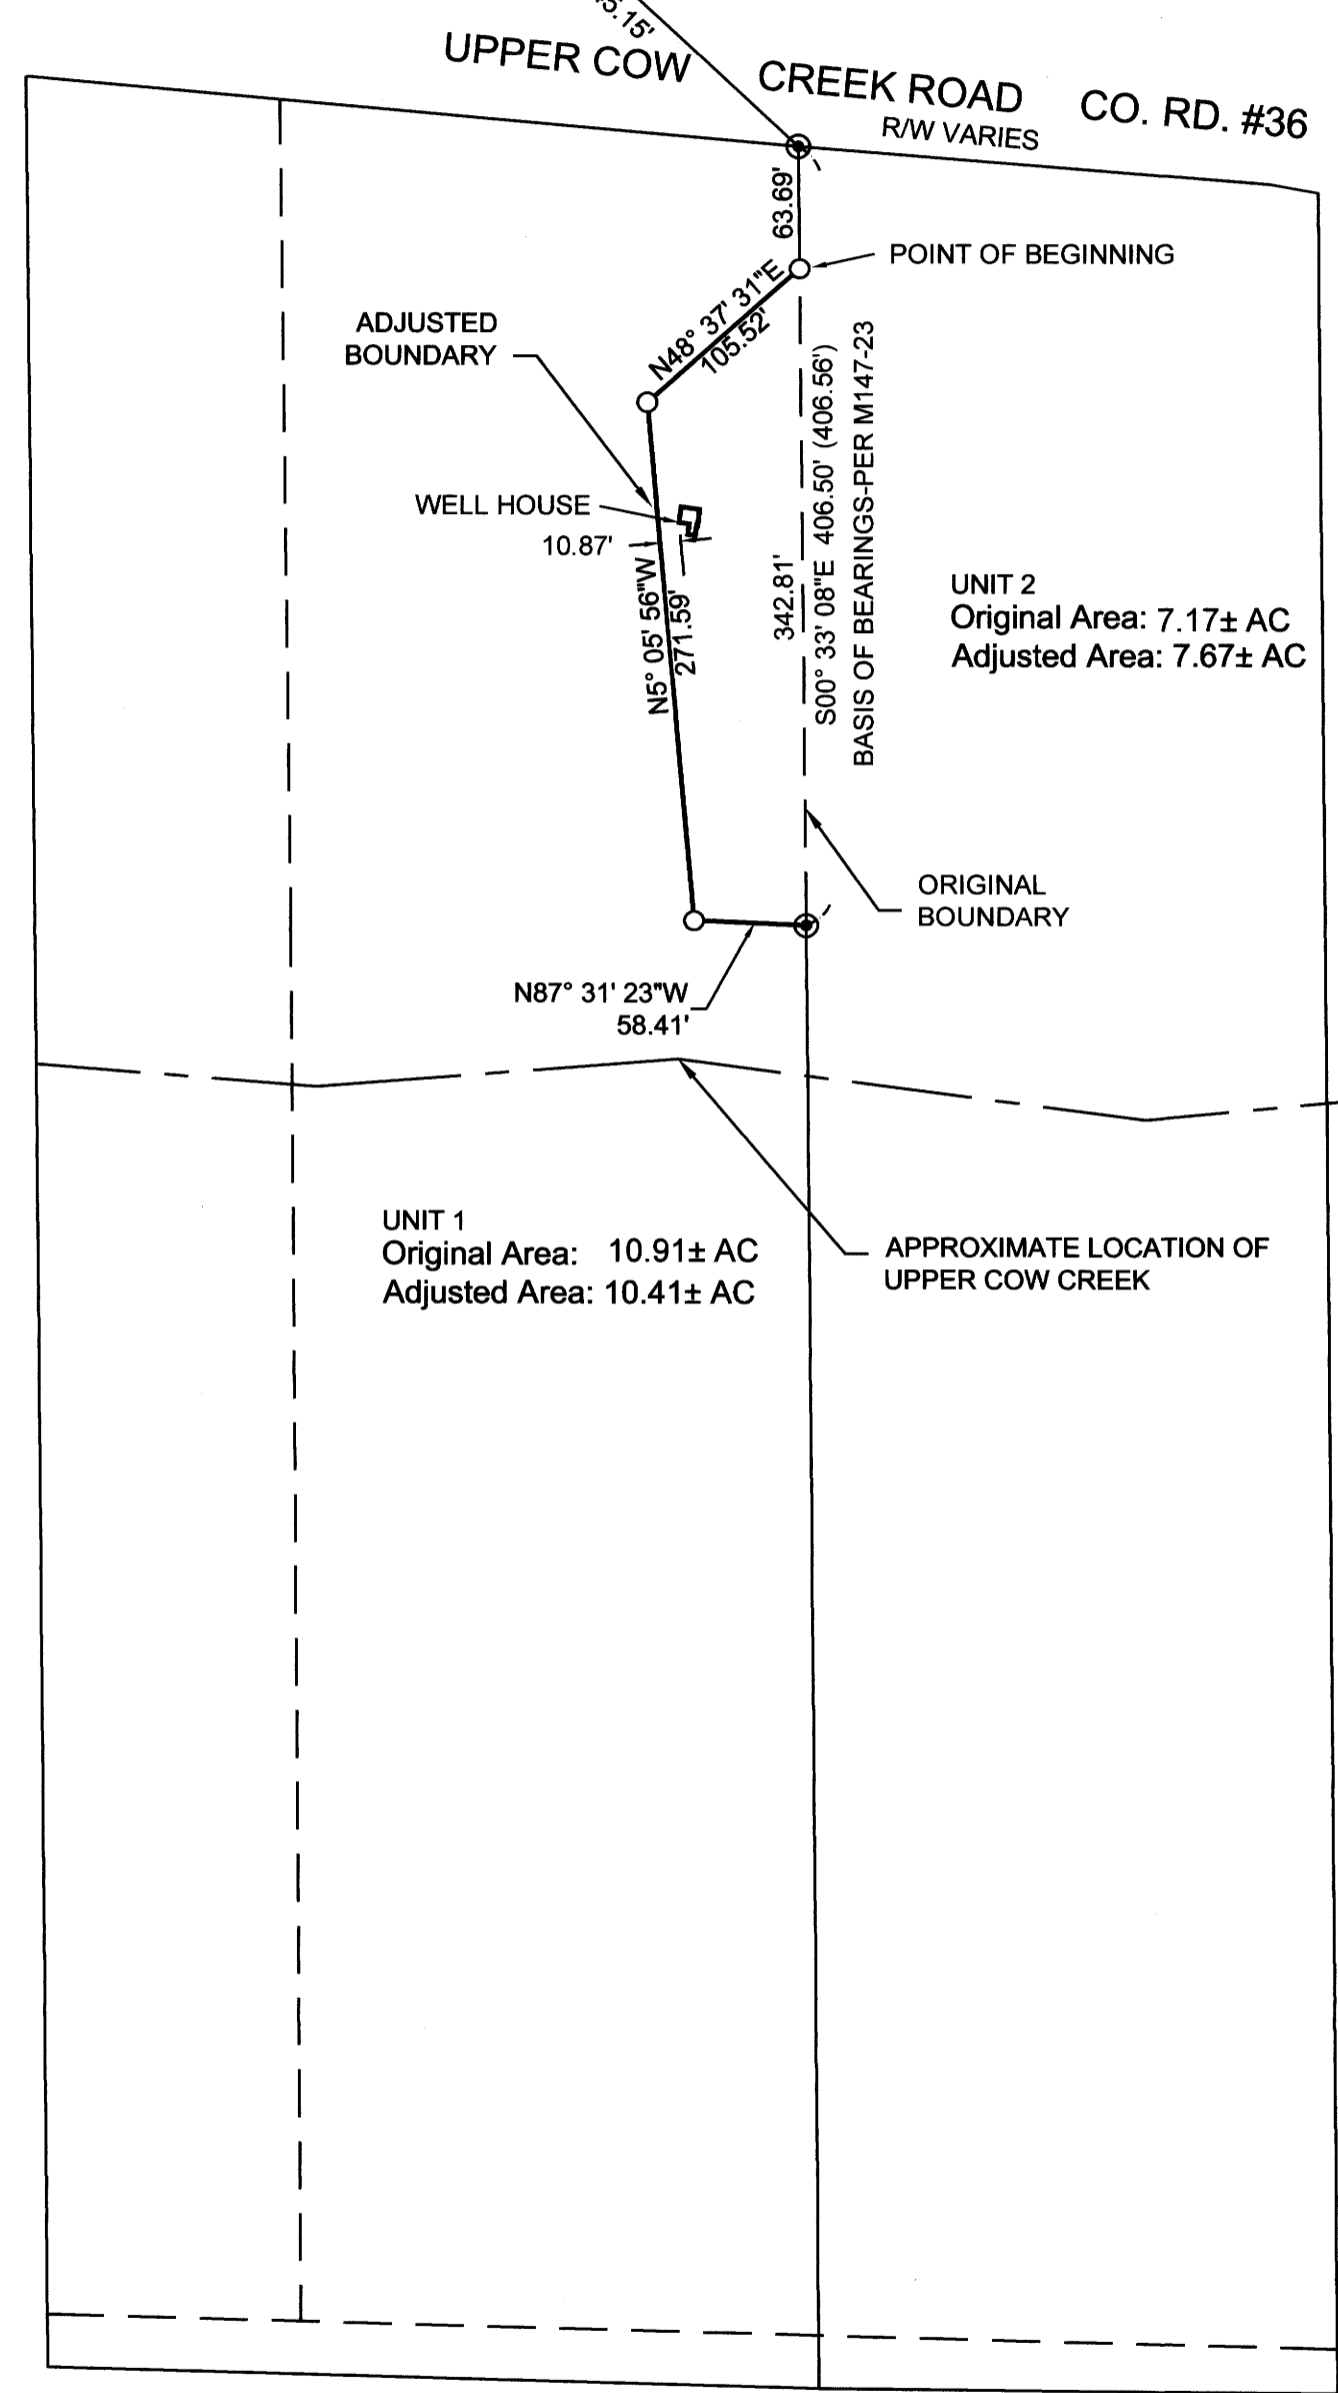 UPPER COW CREEK ROAD CO. RD. #36
R/W VARIES
63.69'
POINT OF BEGINNING
N48° 37' 31"E
105.52'
ADJUSTED
BOUNDARY
WELL HOUSE
10.87'
N5° 05' 56"W
271.59'
342.81'
S00° 33' 08"E 406.50' (406.56')
BASIS OF BEARINGS-PER M147-23
UNIT 2
Original Area: 7.17± AC
Adjusted Area: 7.67± AC
ORIGINAL
BOUNDARY
N87° 31' 23"W
58.41'
UNIT 1
Original Area: 10.91± AC
Adjusted Area: 10.41± AC
APPROXIMATE LOCATION OF
UPPER COW CREEK